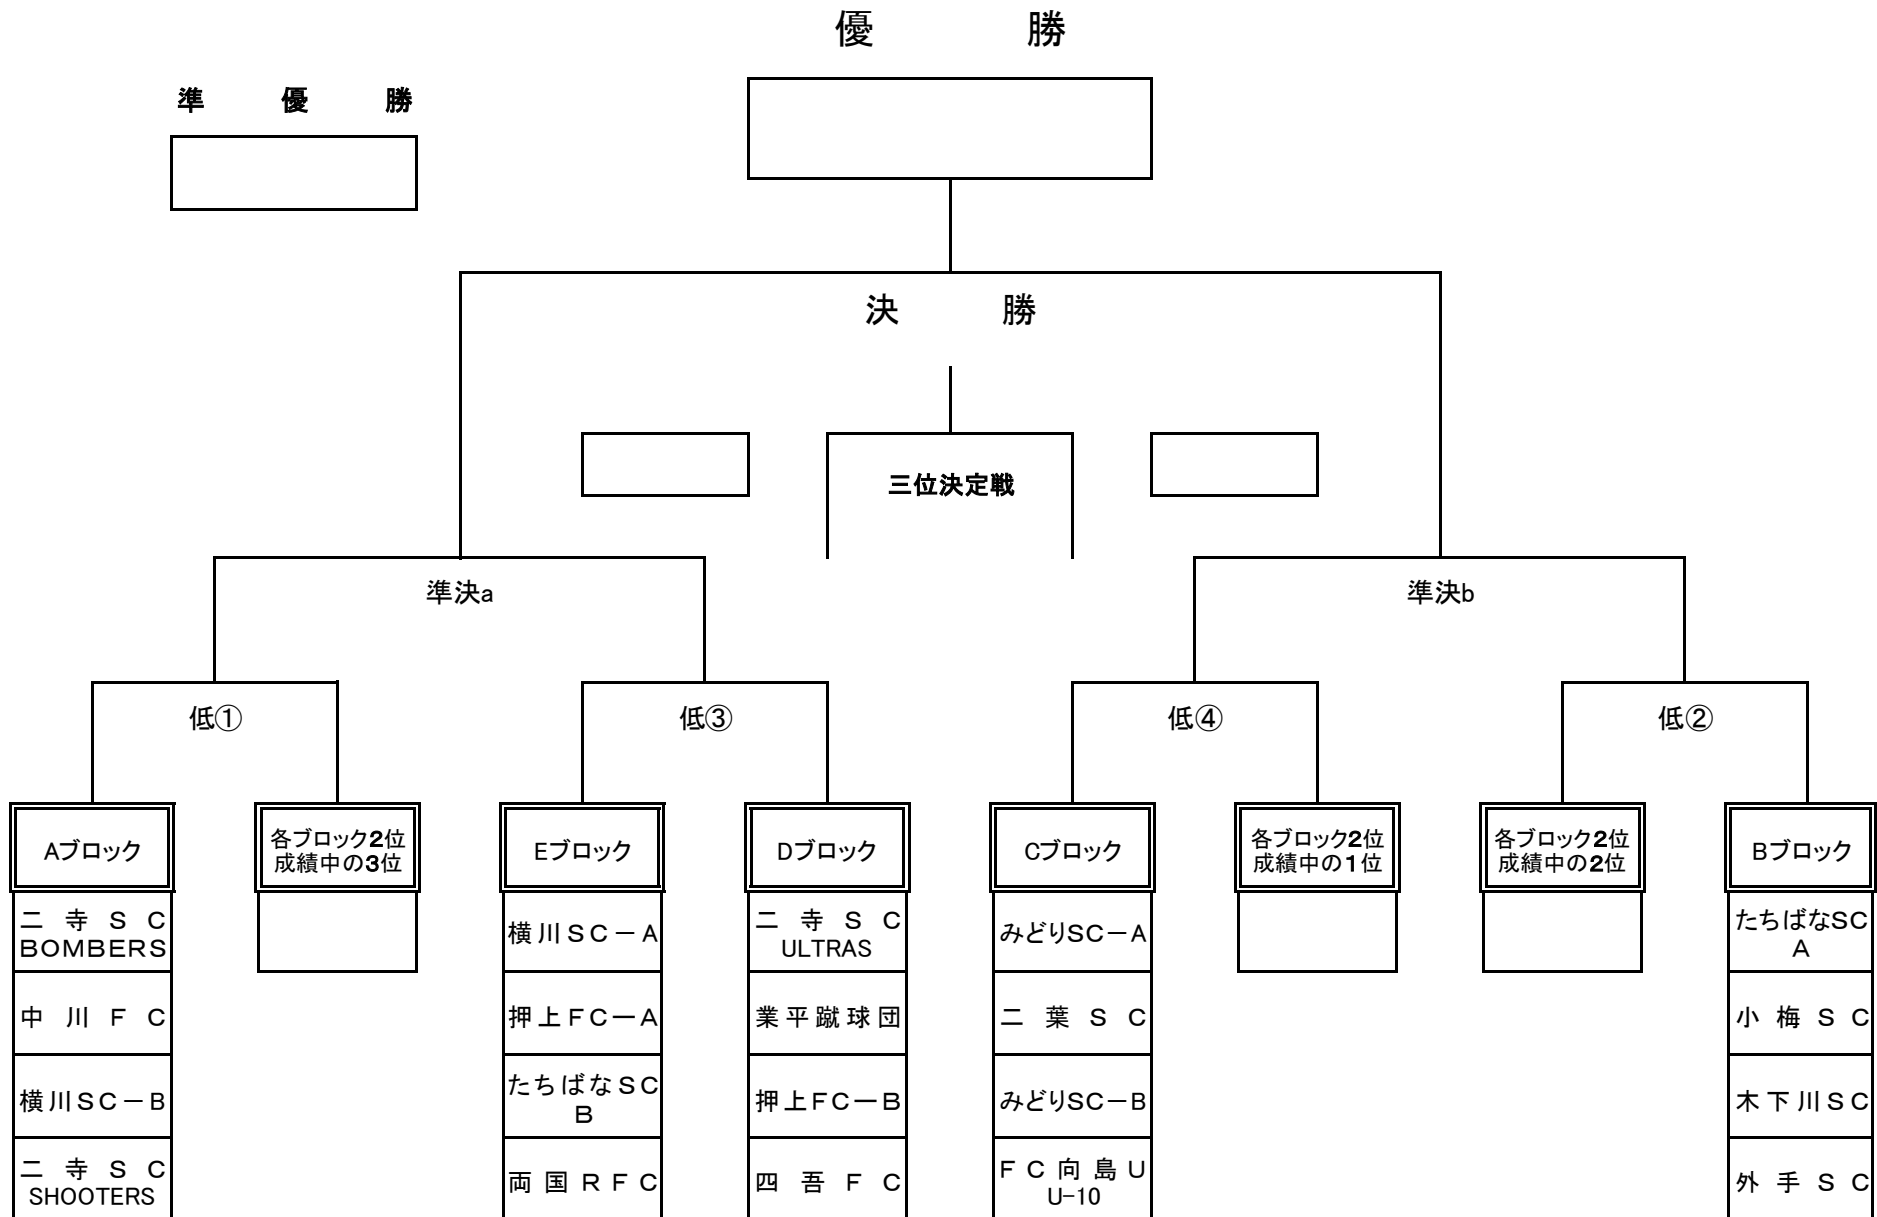 優 勝
準 優 勝
決 勝
三位決定戦
準決a
準決b
低①
低③
低④
低②
Aブロック
各ブロック2位
成績中の3位
Eブロック
Dブロック
Cブロック
各ブロック2位
成績中の1位
各ブロック2位
成績中の2位
Bブロック
二 寺 S C
BOMBERS
横川SC－A
二 寺 S C
ULTRAS
みどりSC－A
たちばなSC
A
中 川 F C
押上FC－A
業平蹴球団
二 葉 S C
小 梅 S C
横川SC－B
たちばなSC
B
押上FC－B
みどりSC－B
木下川SC
二 寺 S C
SHOOTERS
両国RFC
四 吾 F C
FC向島U
U-10
外 手 S C